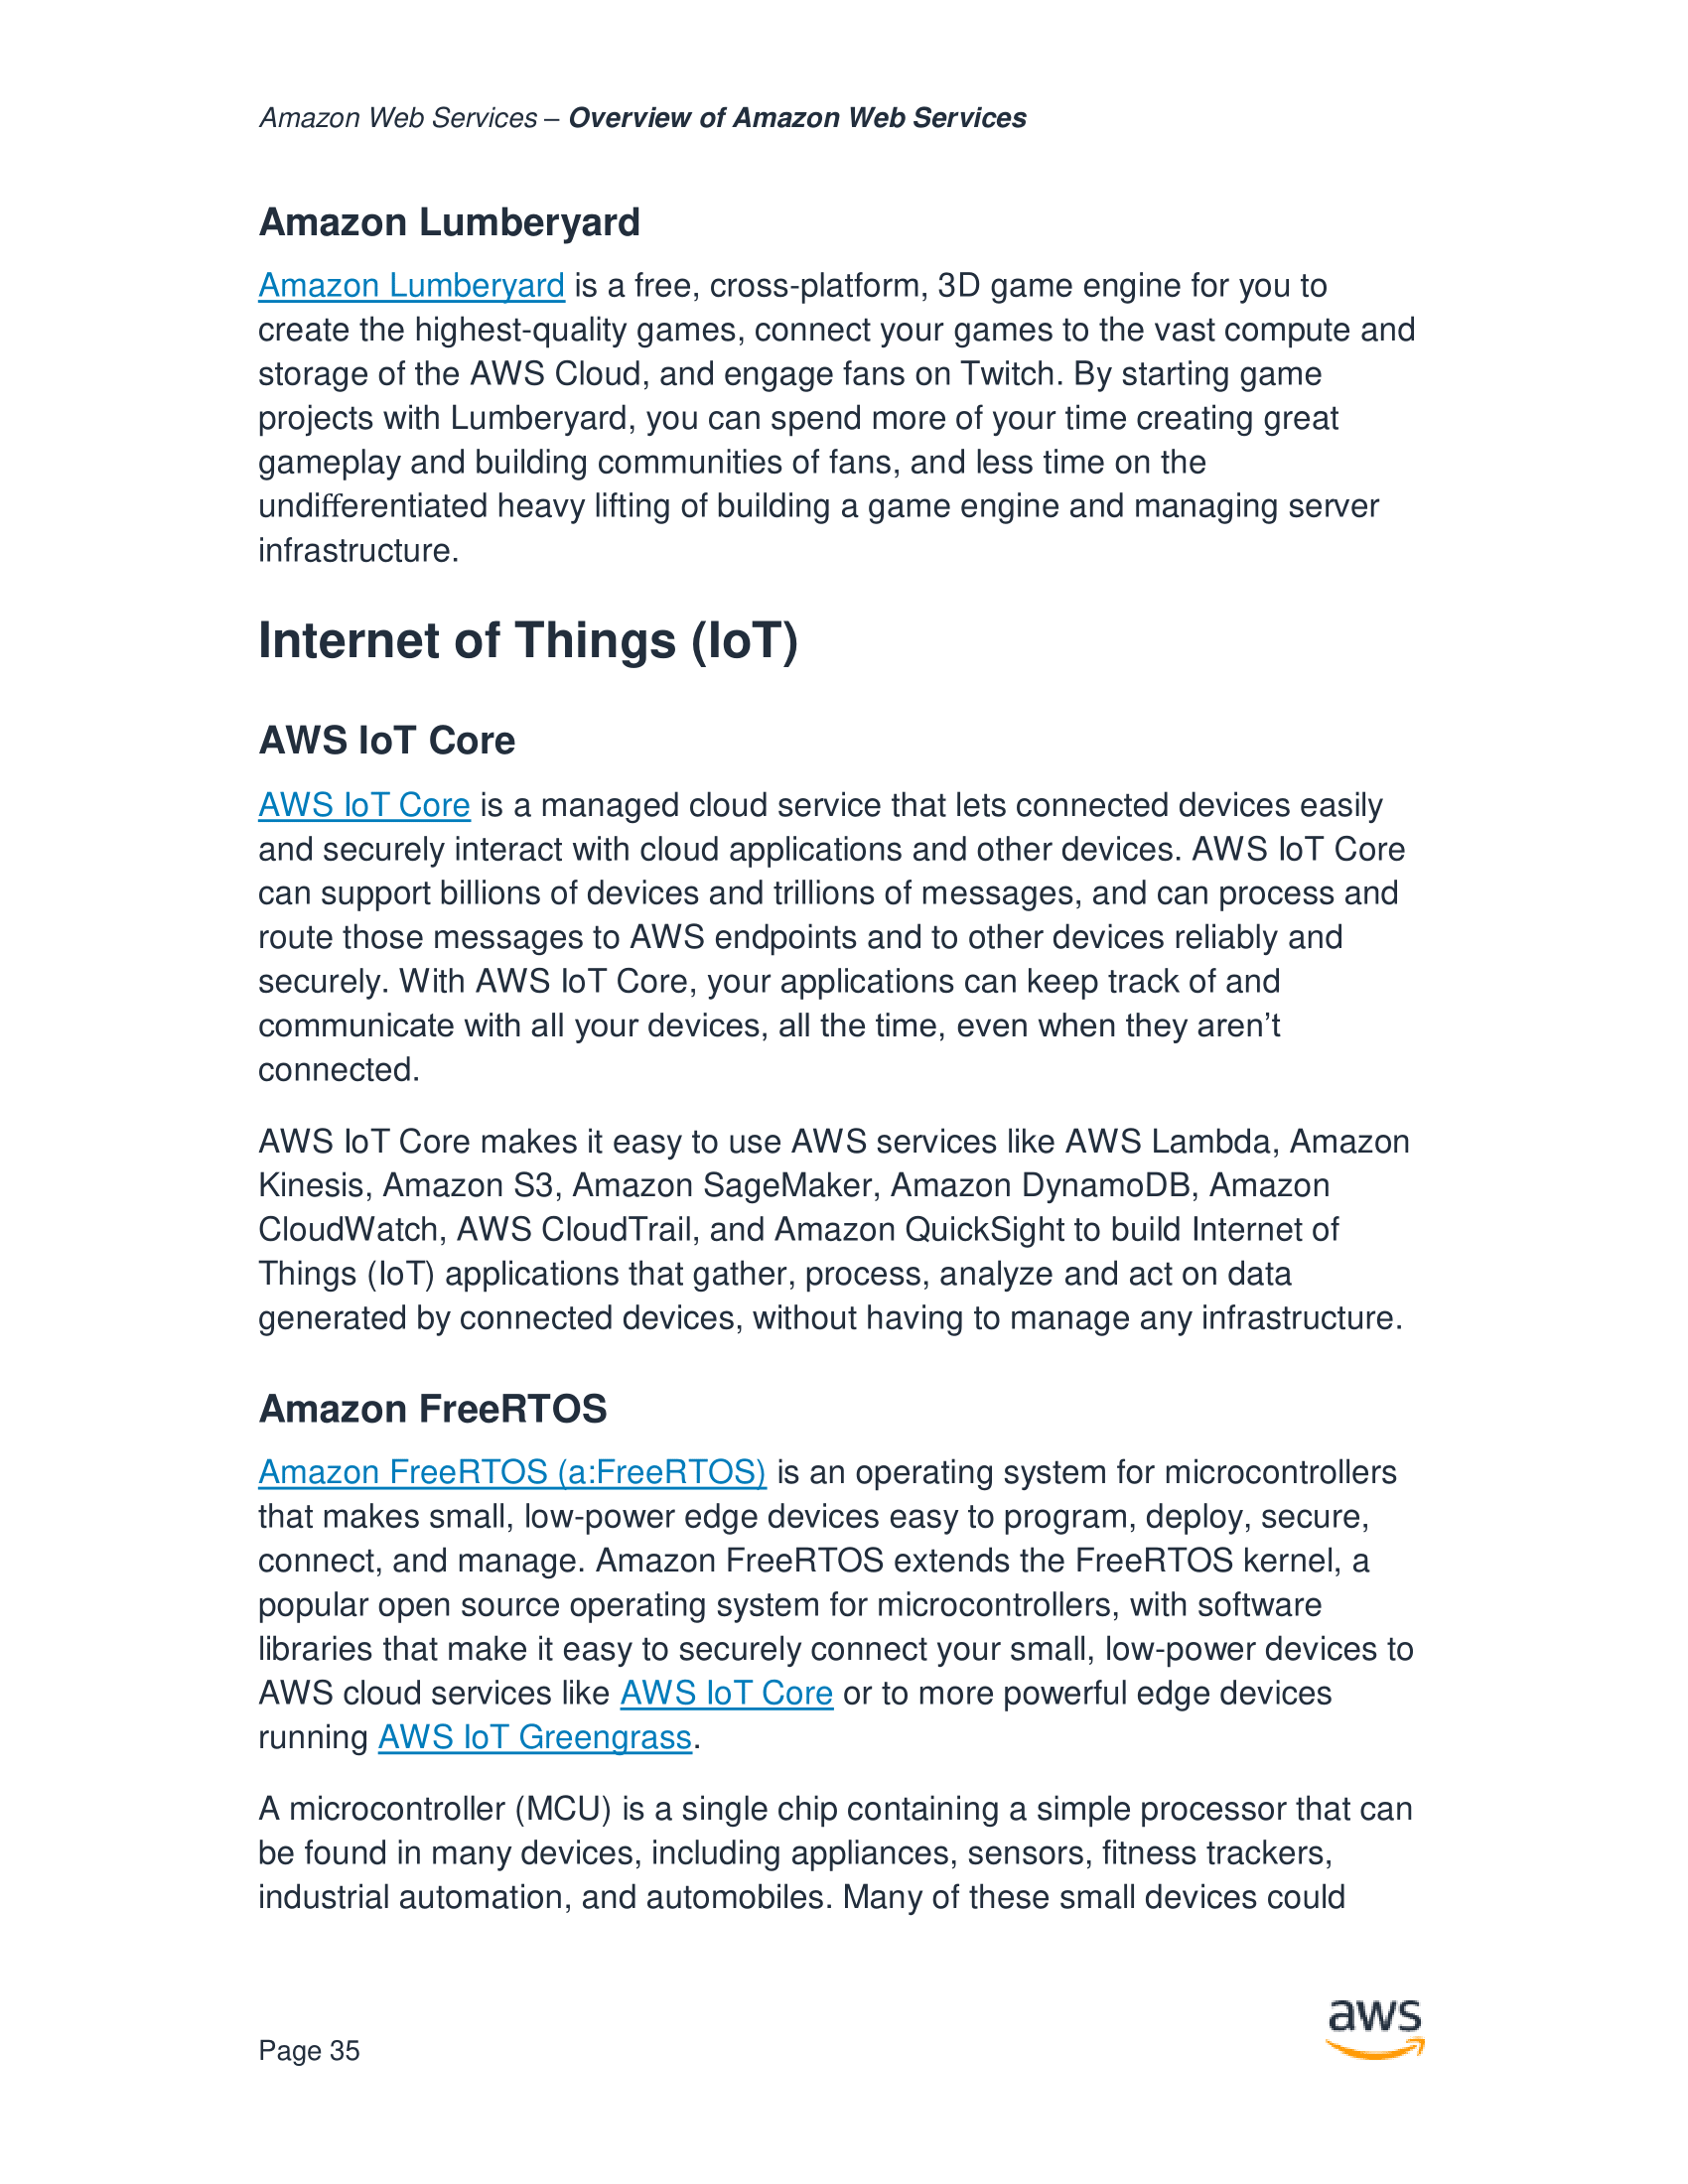 Amazon Web Services – Overview of Amazon Web Services
Amazon Lumberyard
Amazon Lumberyard is a free, cross-platform, 3D game engine for you to
create the highest-quality games, connect your games to the vast compute and
storage of the AWS Cloud, and engage fans on Twitch. By starting game
projects with Lumberyard, you can spend more of your time creating great
gameplay and building communities of fans, and less time on the
undifferentiated heavy lifting of building a game engine and managing server
infrastructure.
Internet of Things (IoT)
AWS IoT Core
AWS IoT Core is a managed cloud service that lets connected devices easily
and securely interact with cloud applications and other devices. AWS IoT Core
can support billions of devices and trillions of messages, and can process and
route those messages to AWS endpoints and to other devices reliably and
securely. With AWS IoT Core, your applications can keep track of and
communicate with all your devices, all the time, even when they aren’t
connected.
AWS IoT Core makes it easy to use AWS services like AWS Lambda, Amazon
Kinesis, Amazon S3, Amazon SageMaker, Amazon DynamoDB, Amazon
CloudWatch, AWS CloudTrail, and Amazon QuickSight to build Internet of
Things (IoT) applications that gather, process, analyze and act on data
generated by connected devices, without having to manage any infrastructure.
Amazon FreeRTOS
Amazon FreeRTOS (a:FreeRTOS) is an operating system for microcontrollers
that makes small, low-power edge devices easy to program, deploy, secure,
connect, and manage. Amazon FreeRTOS extends the FreeRTOS kernel, a
popular open source operating system for microcontrollers, with software
libraries that make it easy to securely connect your small, low-power devices to
AWS cloud services like AWS IoT Core or to more powerful edge devices
running AWS IoT Greengrass.
A microcontroller (MCU) is a single chip containing a simple processor that can
be found in many devices, including appliances, sensors, fitness trackers,
industrial automation, and automobiles. Many of these small devices could
aws
Page 35